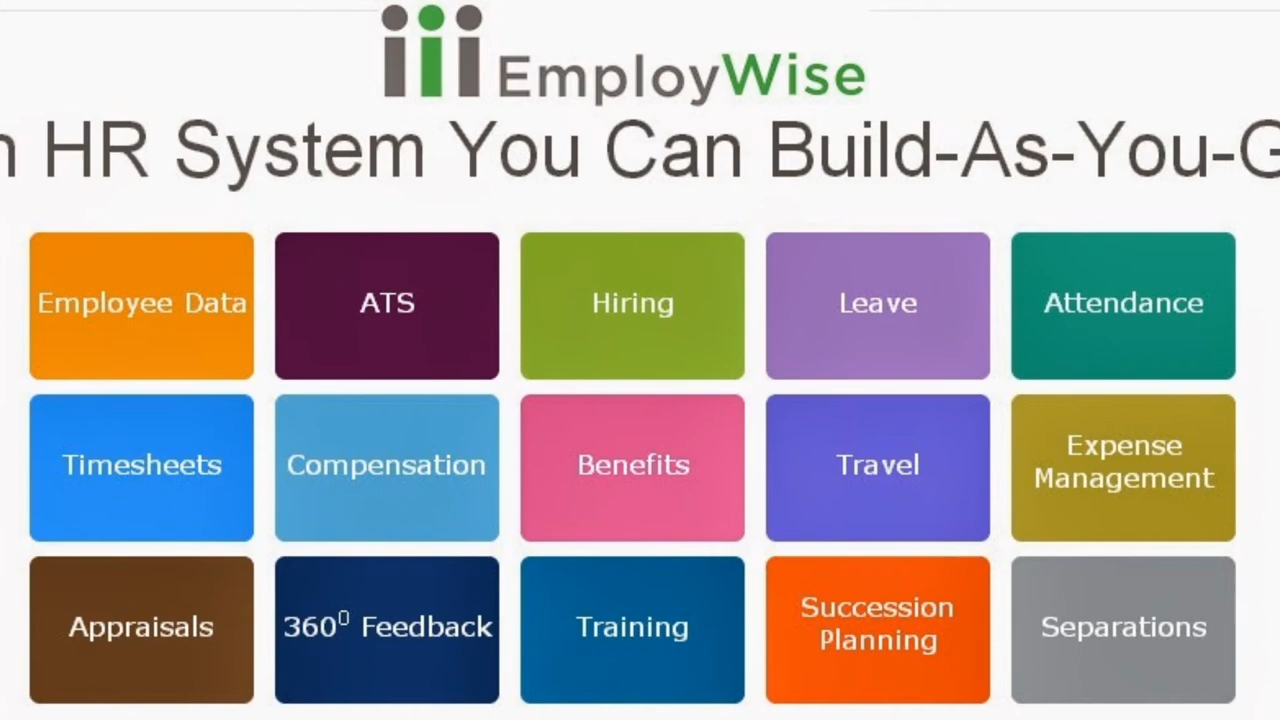 EmployWise
HR System You Can Build-As-You-G
Employee Data
ATS
Hiring
Leave
Attendance
Timesheets
Compensation
Benefits
Travel
Expense
Management
Appraisals
360⁰ Feedback
Training
Succession
Planning
Separations